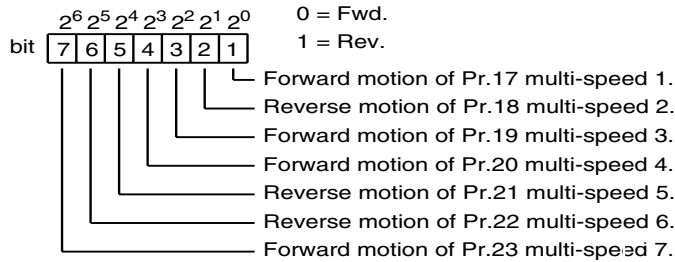 2⁶ 2⁵ 2⁴ 2³ 2² 2¹ 2⁰ 0 = Fwd.
bit 7 6 5 4 3 2 1 1 = Rev.
Forward motion of Pr.17 multi-speed 1.
Reverse motion of Pr.18 multi-speed 2.
Forward motion of Pr.19 multi-speed 3.
Forward motion of Pr.20 multi-speed 4.
Reverse motion of Pr.21 multi-speed 5.
Reverse motion of Pr.22 multi-speed 6.
Forward motion of Pr.23 multi-speed 7.